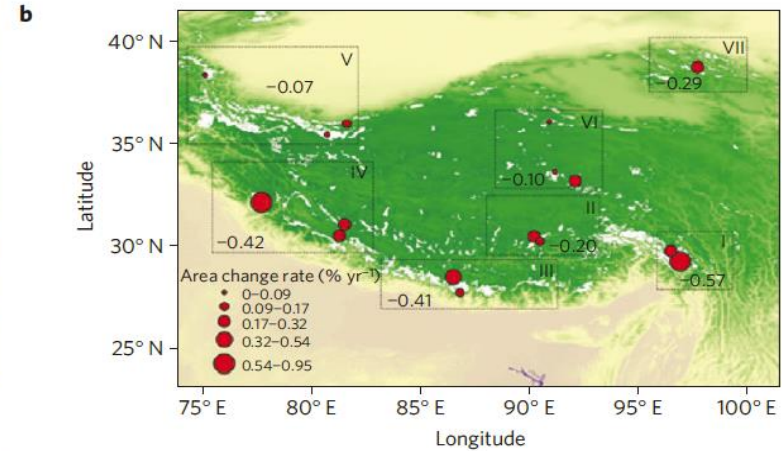 b
40° N
35° N
30° N
25° N
Latitude
V
−0.07
VII
−0.29
VI
−0.10
IV
−0.42
II
−0.20
I
−0.57
III
−0.41
Area change rate (% yr⁻¹)
0–0.09
0.09–0.17
0.17–0.32
0.32–0.54
0.54–0.95
75° E
80° E
85° E
90° E
95° E
100° E
Longitude